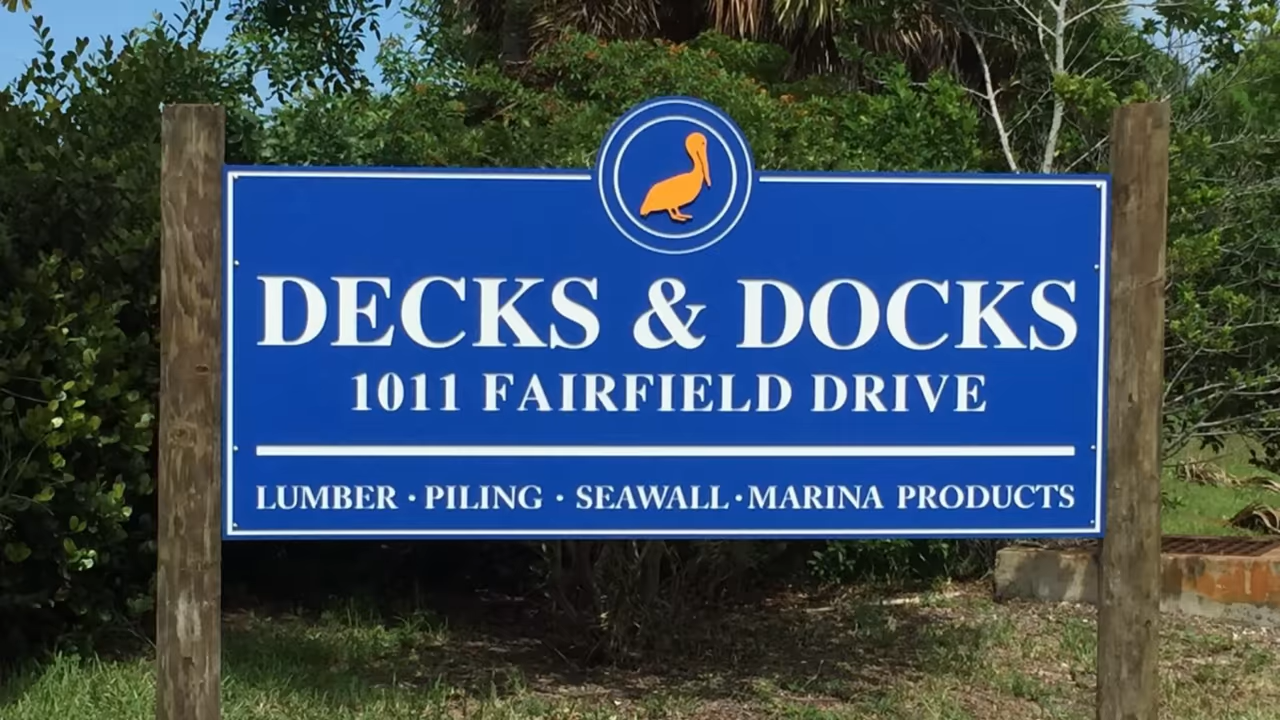 DECKS & DOCKS
1011 FAIRFIELD DRIVE
LUMBER · PILING · SEAWALL · MARINA PRODUCTS